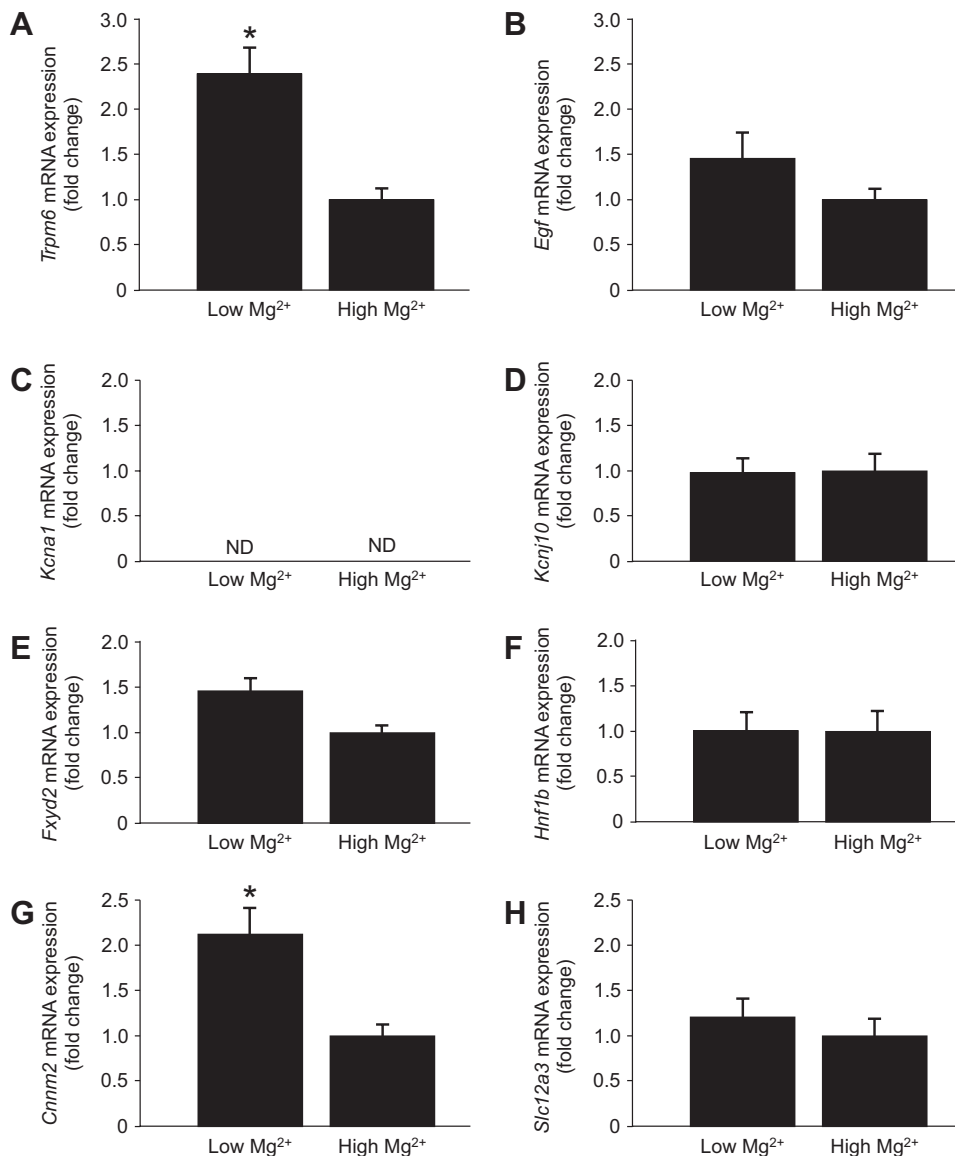 A
Trpm6 mRNA expression
(fold change)
3.0
2.5
2.0
1.5
1.0
0.5
0
*
Low Mg²⁺
High Mg²⁺
B
Egf mRNA expression
(fold change)
3.0
2.5
2.0
1.5
1.0
0.5
0
Low Mg²⁺
High Mg²⁺
C
Kcna1 mRNA expression
(fold change)
2.0
1.5
1.0
0.5
0
ND
ND
Low Mg²⁺
High Mg²⁺
D
Kcnj10 mRNA expression
(fold change)
2.0
1.5
1.0
0.5
0
Low Mg²⁺
High Mg²⁺
E
Fxyd2 mRNA expression
(fold change)
2.0
1.5
1.0
0.5
0
Low Mg²⁺
High Mg²⁺
F
Hnf1b mRNA expression
(fold change)
2.0
1.5
1.0
0.5
0
Low Mg²⁺
High Mg²⁺
G
Cnnm2 mRNA expression
(fold change)
2.5
2.0
1.5
1.0
0.5
0
*
Low Mg²⁺
High Mg²⁺
H
Slc12a3 mRNA expression
(fold change)
2.5
2.0
1.5
1.0
0.5
0
Low Mg²⁺
High Mg²⁺